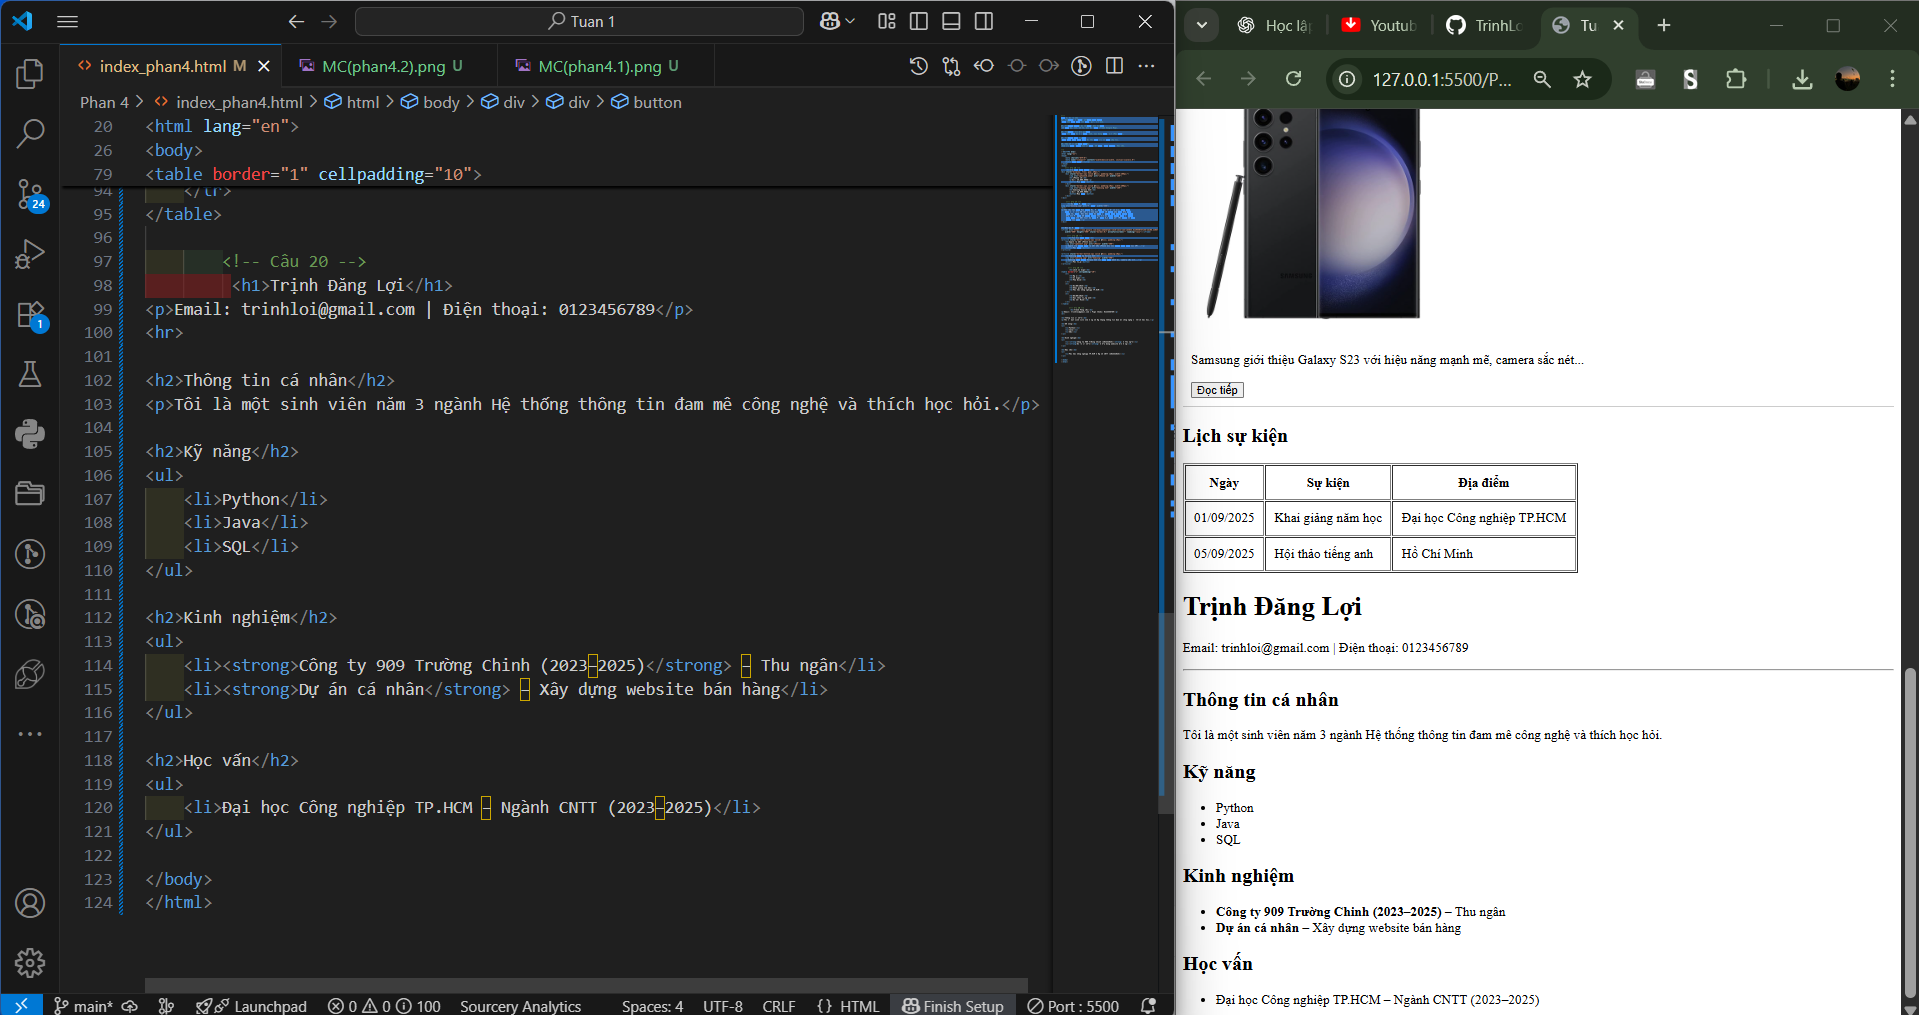 Tuan 1
index_phan4.html M
MC(phan4.2).png U
MC(phan4.1).png U
Phan 4 > index_phan4.html > html > body > div > div > button
20 <html lang="en">
26 <body>
79 <table border="1" cellpadding="10">
94 </tr>
95 </table>
96
97 <!-- Câu 20 -->
98 <h1>Trịnh Đăng Lợi</h1>
99 <p>Email: trinhloi@gmail.com | Điện thoại: 0123456789</p>
100 <hr>
101
102 <h2>Thông tin cá nhân</h2>
103 <p>Tôi là một sinh viên năm 3 ngành Hệ thống thông tin đam mê công nghệ và thích học hỏi.</p>
104
105 <h2>Kỹ năng</h2>
106 <ul>
107 <li>Python</li>
108 <li>Java</li>
109 <li>SQL</li>
110 </ul>
111
112 <h2>Kinh nghiệm</h2>
113 <ul>
114 <li><strong>Công ty 909 Trường Chinh (2023–2025)</strong> – Thu ngân</li>
115 <li><strong>Dự án cá nhân</strong> – Xây dựng website bán hàng</li>
116 </ul>
117
118 <h2>Học vấn</h2>
119 <ul>
120 <li>Đại học Công nghiệp TP.HCM – Ngành CNTT (2023–2025)</li>
121 </ul>
122
123 </body>
124 </html>
24
1
main* Launchpad 0 0 100 Sourcery Analytics Spaces: 4 UTF-8 CRLF {} HTML Finish Setup Port : 5500
Học lậ
Youtub
TrinhLo
Tu
127.0.0.1:5500/P...
SAMSUNG
Samsung giới thiệu Galaxy S23 với hiệu năng mạnh mẽ, camera sắc nét...
Đọc tiếp
Lịch sự kiện
Ngày Sự kiện Địa điểm
01/09/2025 Khai giảng năm học Đại học Công nghiệp TP.HCM
05/09/2025 Hội thảo tiếng anh Hồ Chí Minh
Trịnh Đăng Lợi
Email: trinhloi@gmail.com | Điện thoại: 0123456789
Thông tin cá nhân
Tôi là một sinh viên năm 3 ngành Hệ thống thông tin đam mê công nghệ và thích học hỏi.
Kỹ năng
Python
Java
SQL
Kinh nghiệm
Công ty 909 Trường Chinh (2023–2025) – Thu ngân
Dự án cá nhân – Xây dựng website bán hàng
Học vấn
Đại học Công nghiệp TP.HCM – Ngành CNTT (2023–2025)